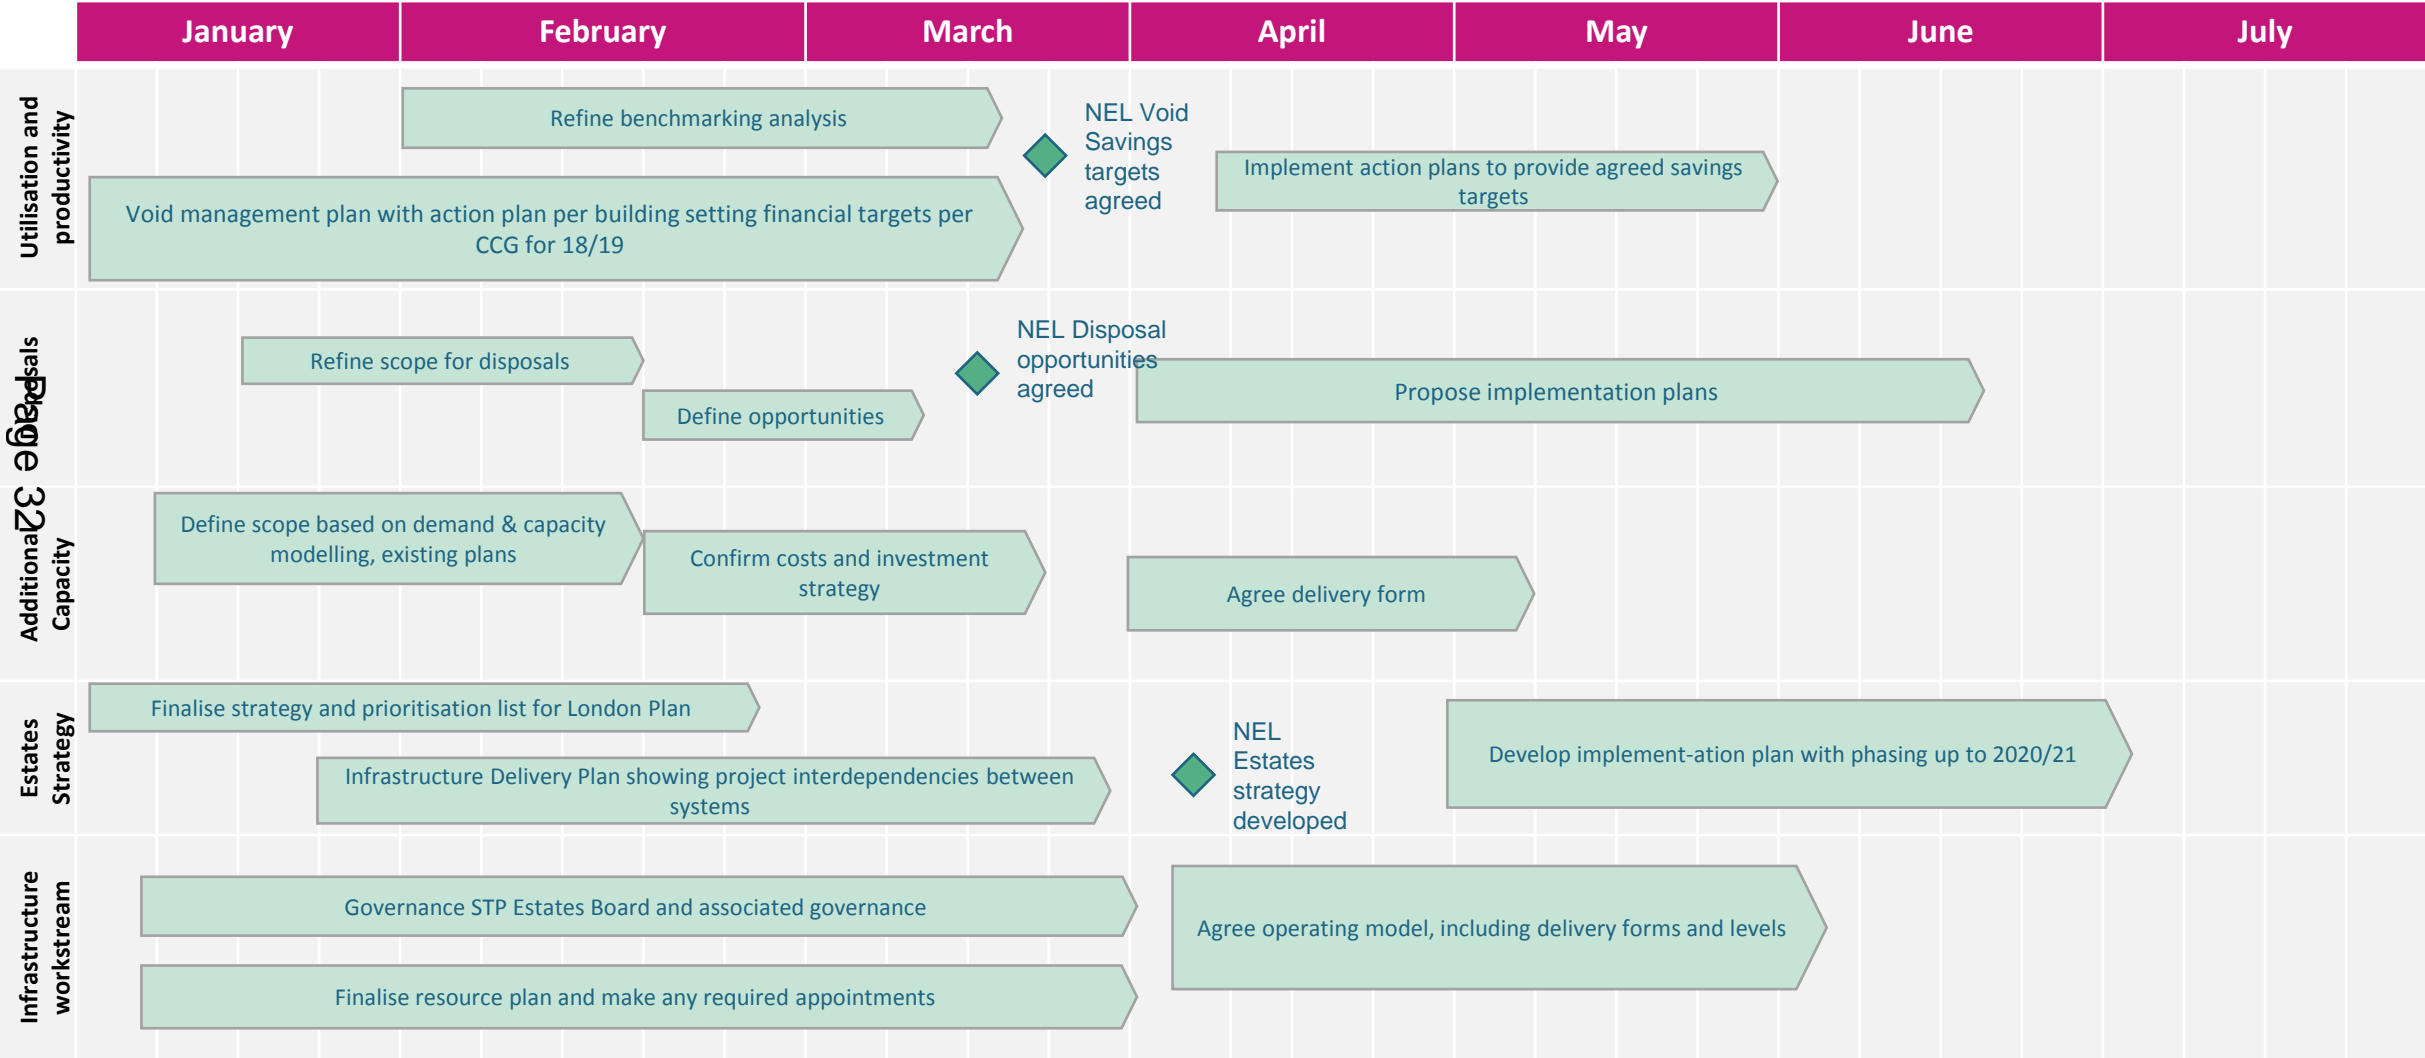 January
February
March
April
May
June
July
Utilisation and
productivity
Refine benchmarking analysis
Void management plan with action plan per building setting financial targets per
CCG for 18/19
NEL Void
Savings
targets
agreed
Implement action plans to provide agreed savings
targets
Disposals
Refine scope for disposals
Define opportunities
NEL Disposal
opportunities
agreed
Propose implementation plans
Page 32
Additional
Capacity
Define scope based on demand & capacity
modelling, existing plans
Confirm costs and investment
strategy
Agree delivery form
Estates
Strategy
Finalise strategy and prioritisation list for London Plan
Infrastructure Delivery Plan showing project interdependencies between
systems
NEL
Estates
strategy
developed
Develop implement-ation plan with phasing up to 2020/21
Infrastructure
workstream
Governance STP Estates Board and associated governance
Finalise resource plan and make any required appointments
Agree operating model, including delivery forms and levels